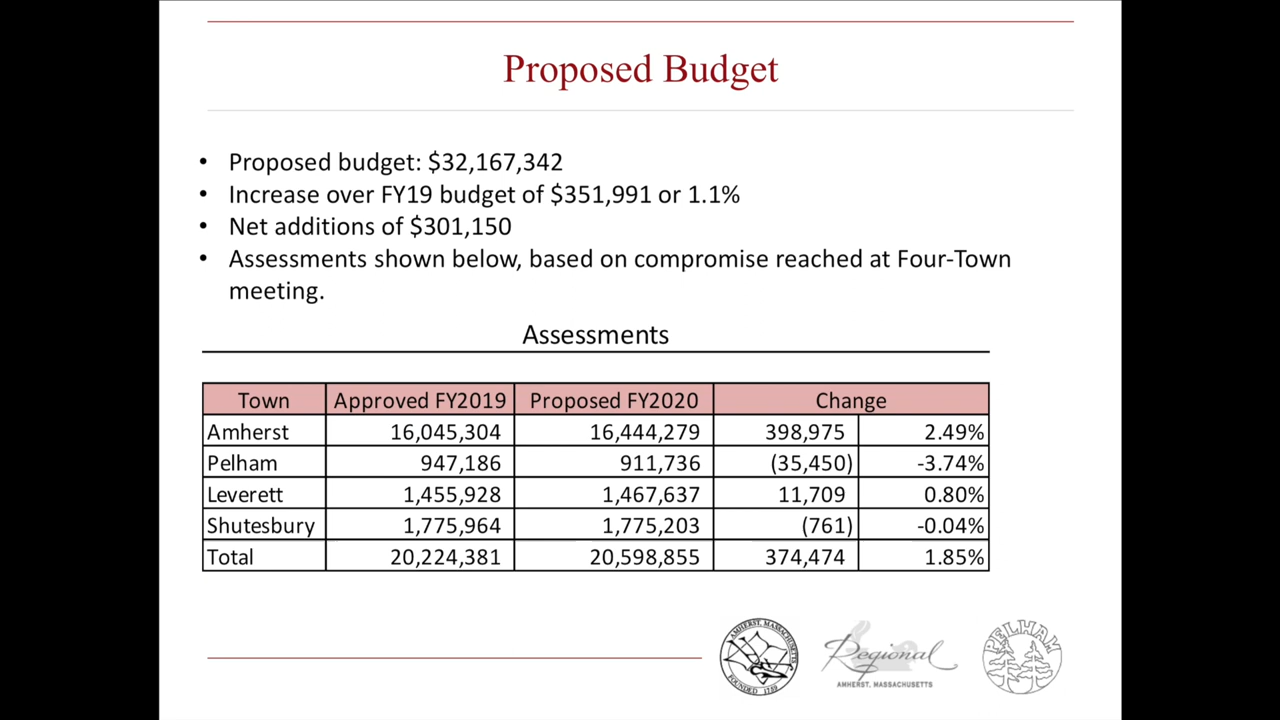 Proposed Budget
• Proposed budget: $32,167,342
• Increase over FY19 budget of $351,991 or 1.1%
• Net additions of $301,150
• Assessments shown below, based on compromise reached at Four-Town
meeting.
Assessments
Town Approved FY2019 Proposed FY2020 Change
Amherst 16,045,304 16,444,279 398,975 2.49%
Pelham 947,186 911,736 (35,450) -3.74%
Leverett 1,455,928 1,467,637 11,709 0.80%
Shutesbury 1,775,964 1,775,203 (761) -0.04%
Total 20,224,381 20,598,855 374,474 1.85%
AMHERST, MASSACHUSETTS
FOUNDED 1759
Regional
AMHERST, MASSACHUSETTS
PELHAM